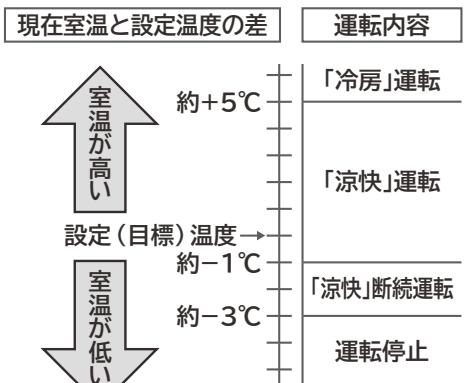 現在室温と設定温度の差
運転内容
室温が高い
約+5℃
「冷房」運転
「涼快」運転
設定（目標）温度→
約−1℃
「涼快」断続運転
約−3℃
運転停止
室温が低い